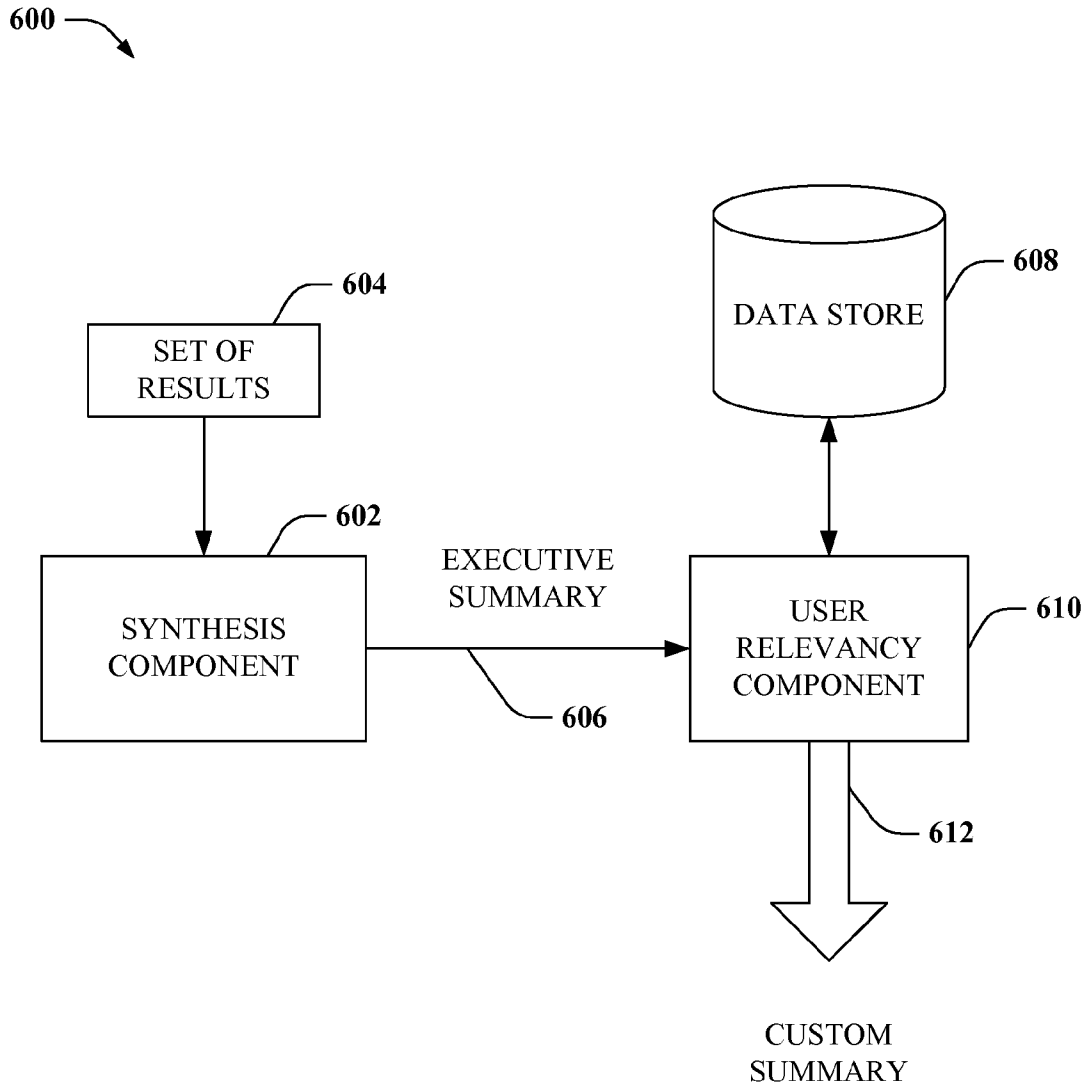 600
608
DATA STORE
604
SET OF
RESULTS
602
EXECUTIVE
SUMMARY
SYNTHESIS
COMPONENT
USER
RELEVANCY
COMPONENT
610
606
612
CUSTOM
SUMMARY